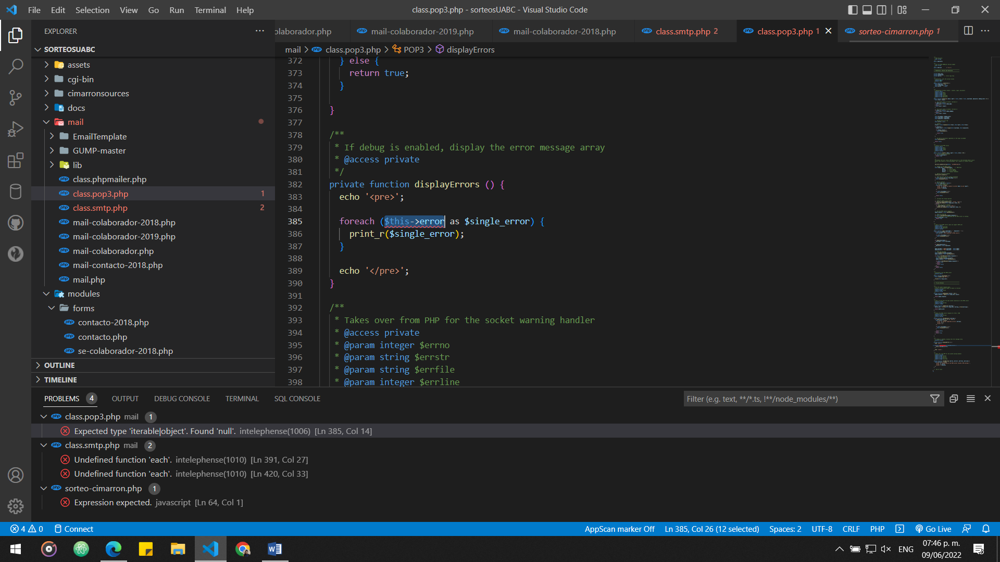 File Edit Selection View Go Run Terminal Help
class.pop3.php - sorteosUABC - Visual Studio Code
EXPLORER
olaborador.php
mail-colaborador-2019.php
mail-colaborador-2018.php
class.smtp.php 2
class.pop3.php 1
sorteo-cimarron.php 1
SORTEOSUABC
mail > class.pop3.php > POP3 > displayErrors
assets
cgi-bin
cimarronsources
docs
mail
EmailTemplate
GUMP-master
lib
class.phpmailer.php
class.pop3.php 1
class.smtp.php 2
mail-colaborador-2018.php
mail-colaborador-2019.php
mail-colaborador.php
mail-contacto-2018.php
mail.php
modules
forms
contacto-2018.php
contacto.php
se-colaborador-2018.php
OUTLINE
TIMELINE
372 } else {
373 return true;
374 }
375
376 }
377
378 /**
379 * If debug is enabled, display the error message array
380 * @access private
381 */
382 private function displayErrors () {
383 echo '<pre>';
384
385 foreach ($this->error as $single_error) {
386 print_r($single_error);
387 }
388
389 echo '</pre>';
390 }
391
392 /**
393 * Takes over from PHP for the socket warning handler
394 * @access private
395 * @param integer $errno
396 * @param string $errstr
397 * @param string $errfile
398 * @param integer $errline
PROBLEMS 4 OUTPUT DEBUG CONSOLE TERMINAL SQL CONSOLE
Filter (e.g. text, **/*.ts, !**/node_modules/**)
class.pop3.php mail 1
Expected type 'iterable|object'. Found 'null'. intelephense(1006) [Ln 385, Col 14]
class.smtp.php mail 2
Undefined function 'each'. intelephense(1010) [Ln 391, Col 27]
Undefined function 'each'. intelephense(1010) [Ln 420, Col 33]
sorteo-cimarron.php 1
Expression expected. javascript [Ln 64, Col 1]
4 0 Connect
AppScan marker Off Ln 385, Col 26 (12 selected) Spaces: 2 UTF-8 CRLF PHP Go Live
ENG
07:46 p. m.
09/06/2022